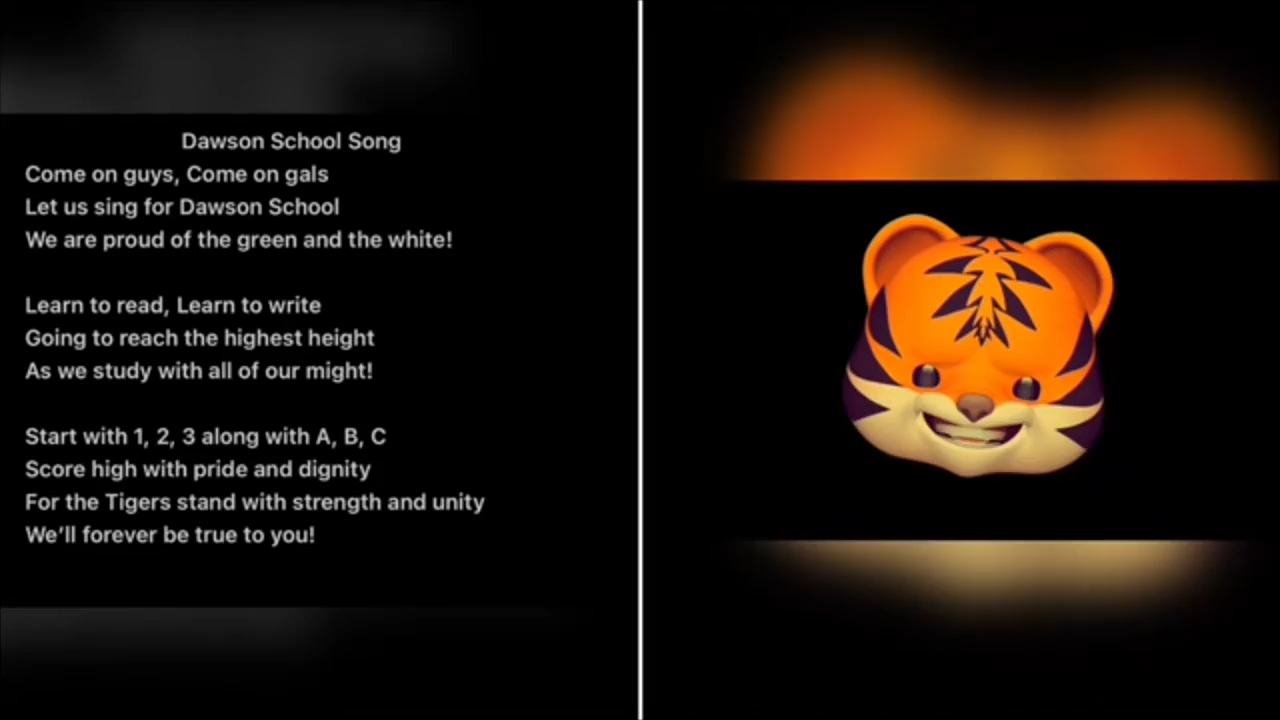 Dawson School Song
Come on guys, Come on gals
Let us sing for Dawson School
We are proud of the green and the white!
Learn to read, Learn to write
Going to reach the highest height
As we study with all of our might!
Start with 1, 2, 3 along with A, B, C
Score high with pride and dignity
For the Tigers stand with strength and unity
We’ll forever be true to you!